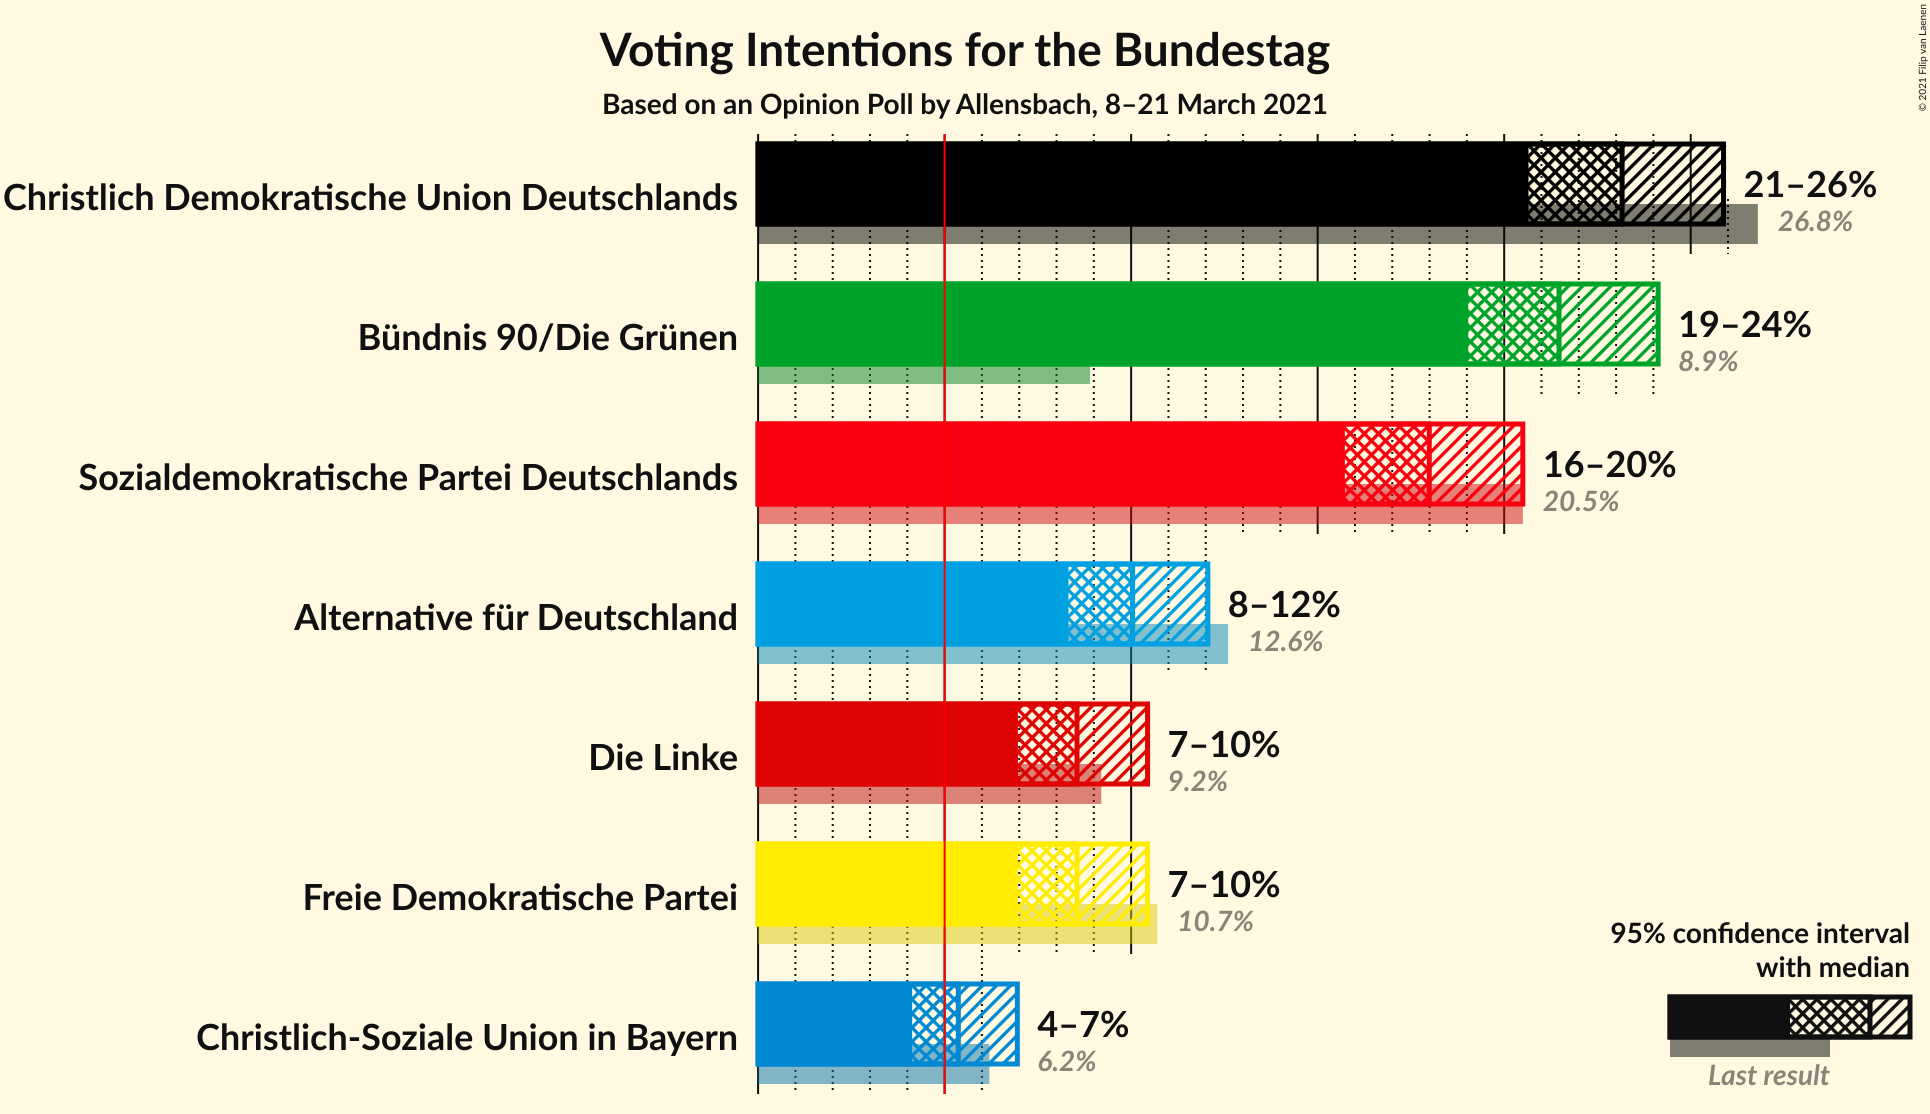 Voting Intentions for the Bundestag
Based on an Opinion Poll by Allensbach, 8–21 March 2021
© 2021 Filip van Laenen
Christlich Demokratische Union Deutschlands
21–26%
26.8%
Bündnis 90/Die Grünen
19–24%
8.9%
Sozialdemokratische Partei Deutschlands
16–20%
20.5%
Alternative für Deutschland
8–12%
12.6%
Die Linke
7–10%
9.2%
Freie Demokratische Partei
7–10%
10.7%
Christlich-Soziale Union in Bayern
4–7%
6.2%
95% confidence interval
with median
Last result